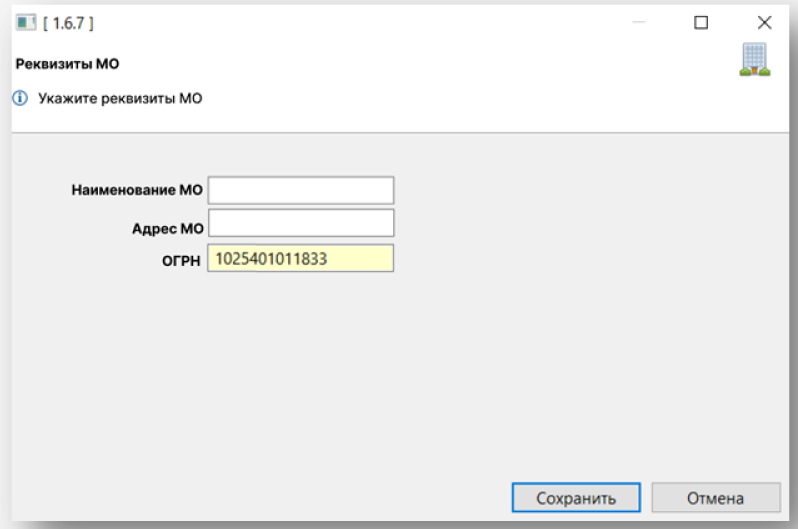 [ 1.6.7 ]
Реквизиты МО
Укажите реквизиты МО
Наименование МО
Адрес МО
ОГРН 1025401011833
Сохранить Отмена